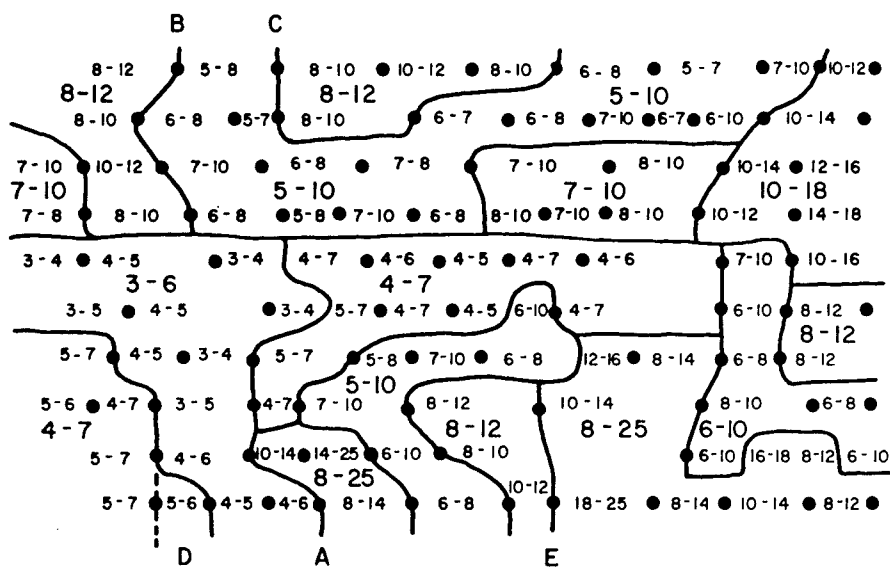 B C
8-12 5-8 8-10 10-12 8-10 6-8 5-7 7-10 10-12
8-12 8-12 5-10
8-10 6-8 5-7 8-10 6-7 6-8 7-10 6-7 6-10 10-14
7-10 10-12 7-10 6-8 7-8 7-10 8-10 10-14 12-16
7-10 5-10 7-10 10-18
7-8 8-10 6-8 5-8 7-10 6-8 8-10 7-10 8-10 10-12 14-18
3-4 4-5 3-4 4-7 4-6 4-5 4-7 4-6 7-10 10-16
3-6 4-7
3-5 4-5 3-4 5-7 4-7 4-5 6-10 4-7 6-10 8-12
8-12
5-7 4-5 3-4 5-7 5-8 7-10 6-8 12-16 8-14 6-8 8-12
5-10
5-6 4-7 3-5 4-7 7-10 8-12 10-14 8-10 6-8
4-7 8-12 8-25 6-10
5-7 4-6 10-14 14-25 6-10 8-10 6-10 16-18 8-12 6-10
8-25
5-7 5-6 4-5 4-6 8-14 6-8 10-12 18-25 8-14 10-14 8-12
D A E